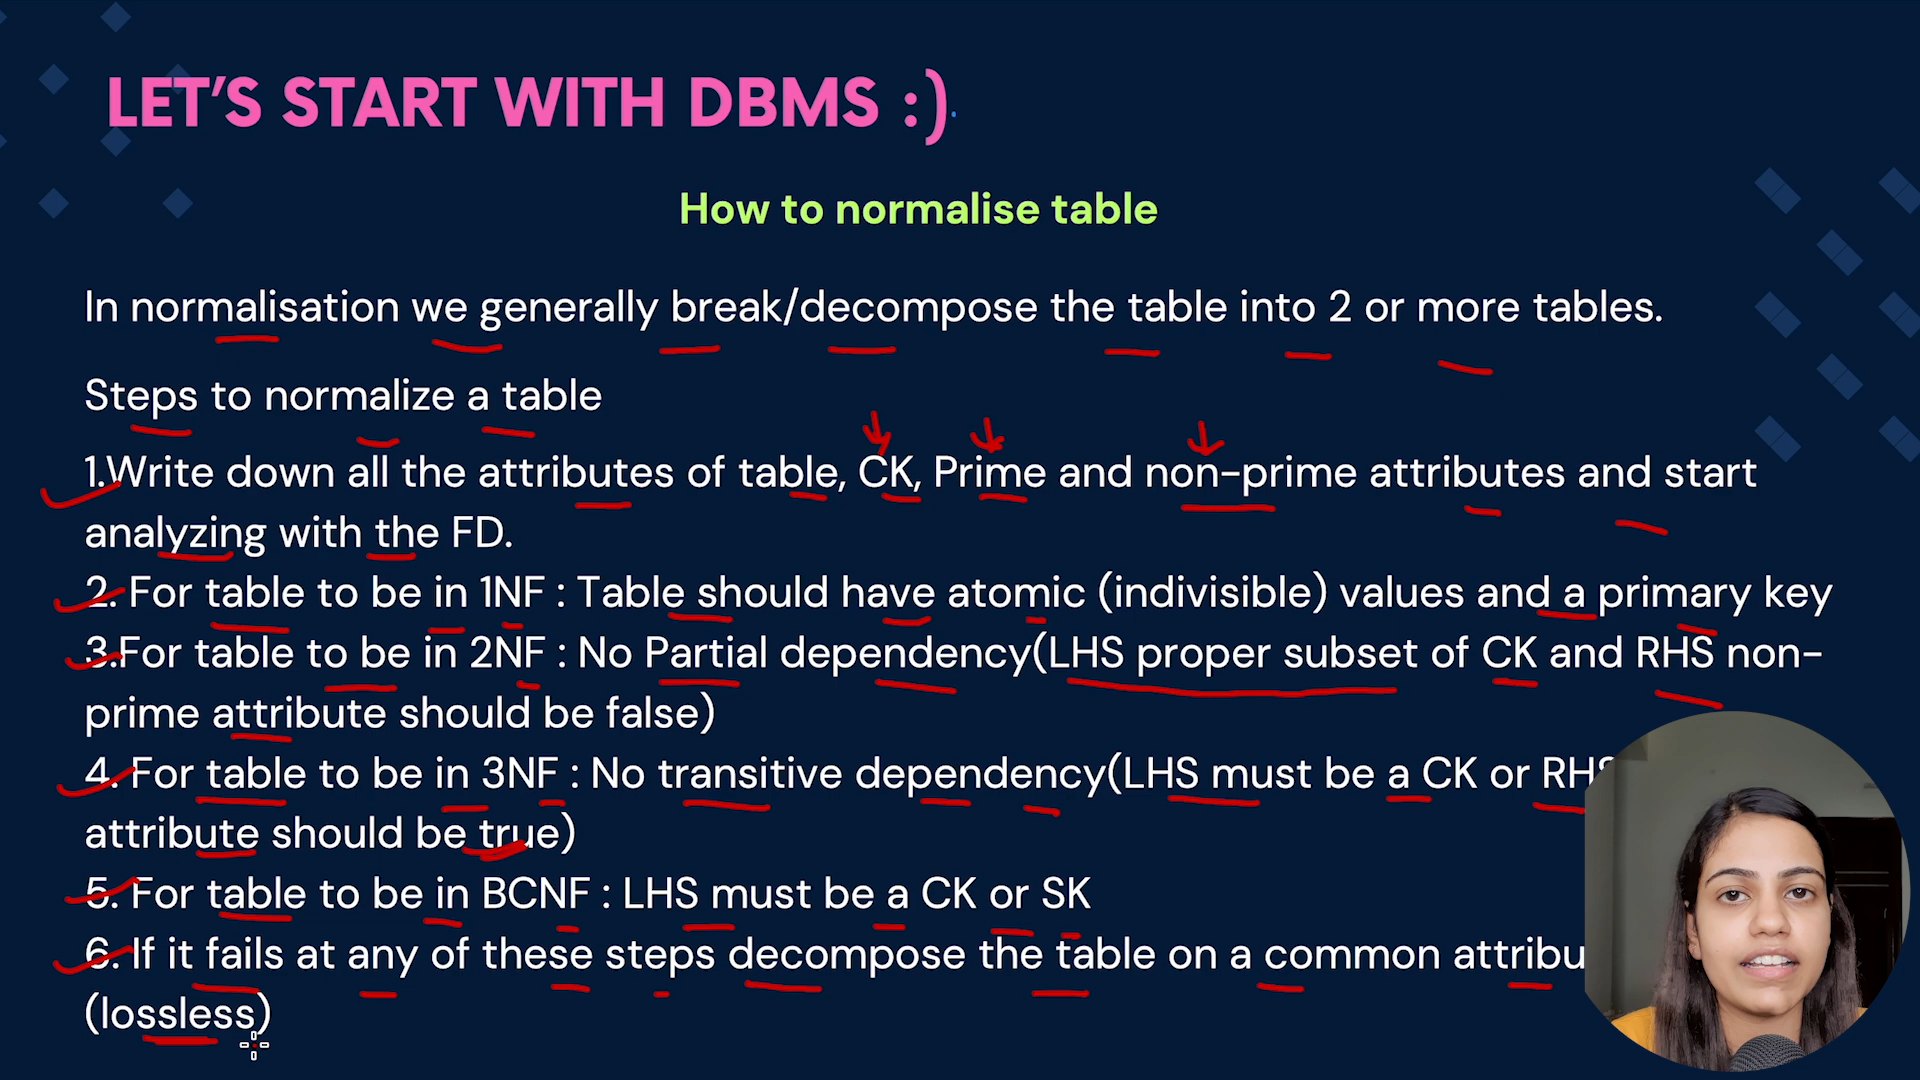 LET'S START WITH DBMS :)
How to normalise table
In normalisation we generally break/decompose the table into 2 or more tables.
Steps to normalize a table
1.Write down all the attributes of table, CK, Prime and non-prime attributes and start
analyzing with the FD.
2. For table to be in 1NF : Table should have atomic (indivisible) values and a primary key
3.For table to be in 2NF : No Partial dependency(LHS proper subset of CK and RHS non-
prime attribute should be false)
4. For table to be in 3NF : No transitive dependency(LHS must be a CK or RHS
attribute should be true)
5. For table to be in BCNF : LHS must be a CK or SK
6. If it fails at any of these steps decompose the table on a common
(lossless)